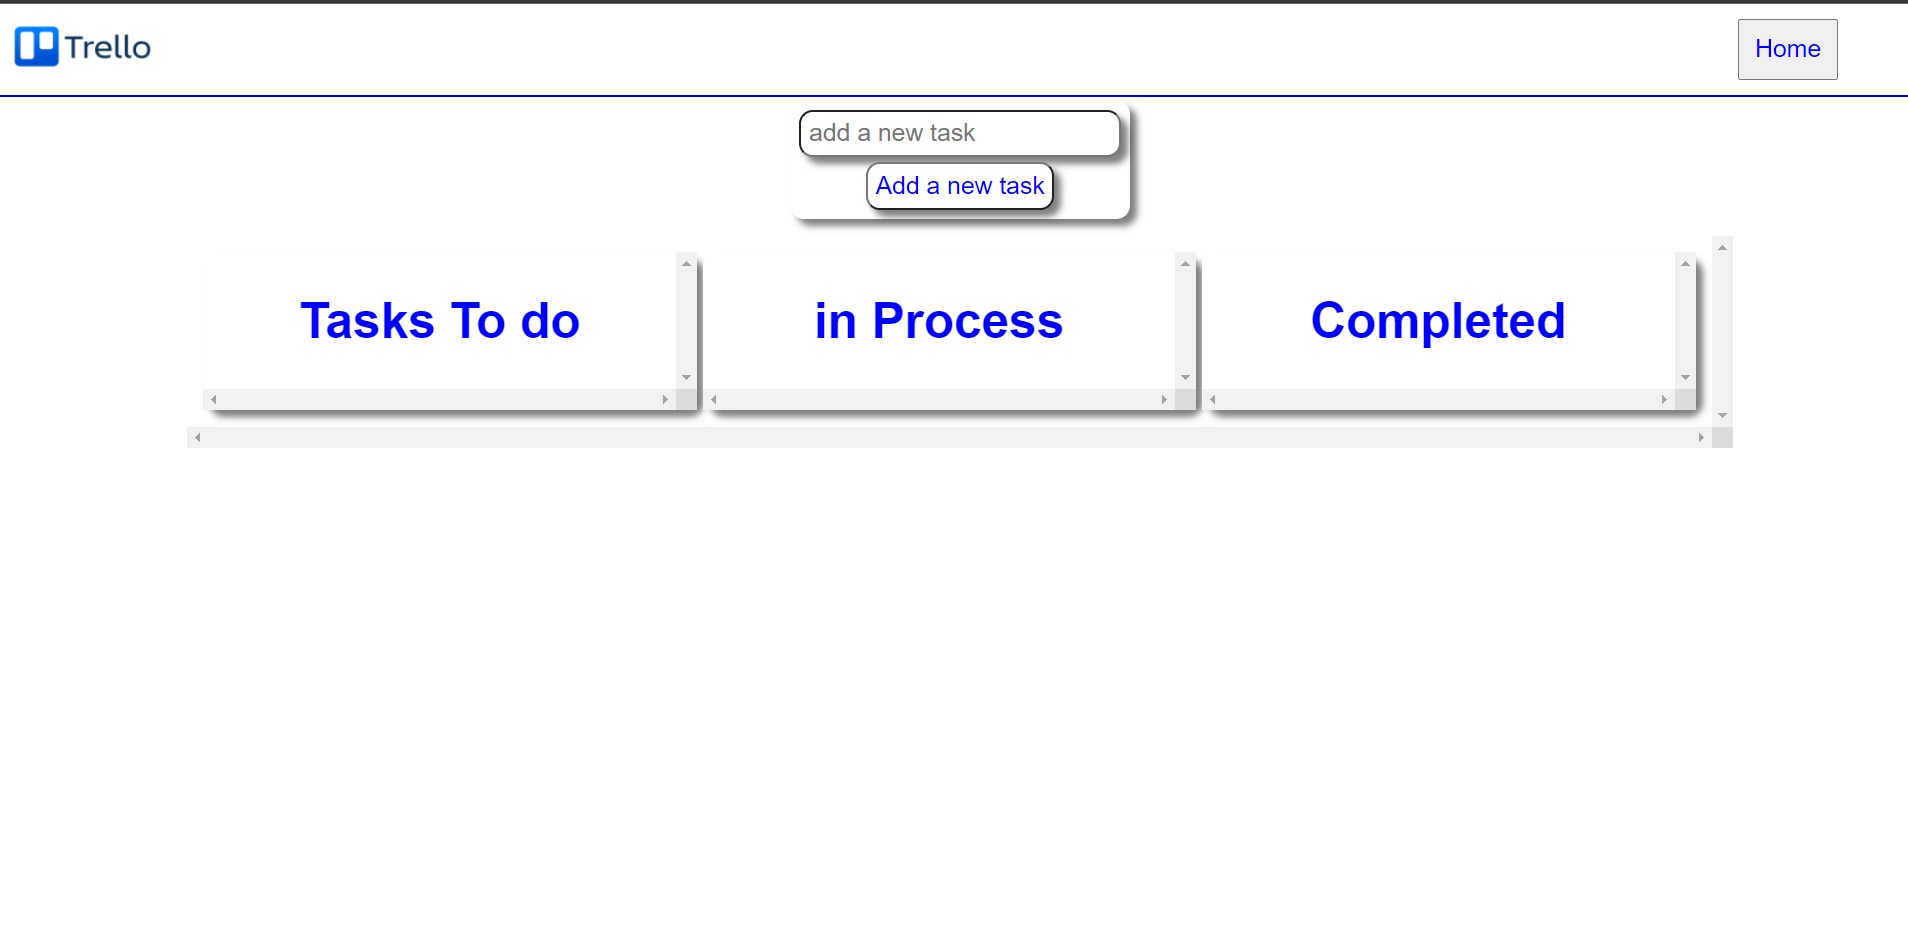 Trello
Home
add a new task
Add a new task
Tasks To do
in Process
Completed